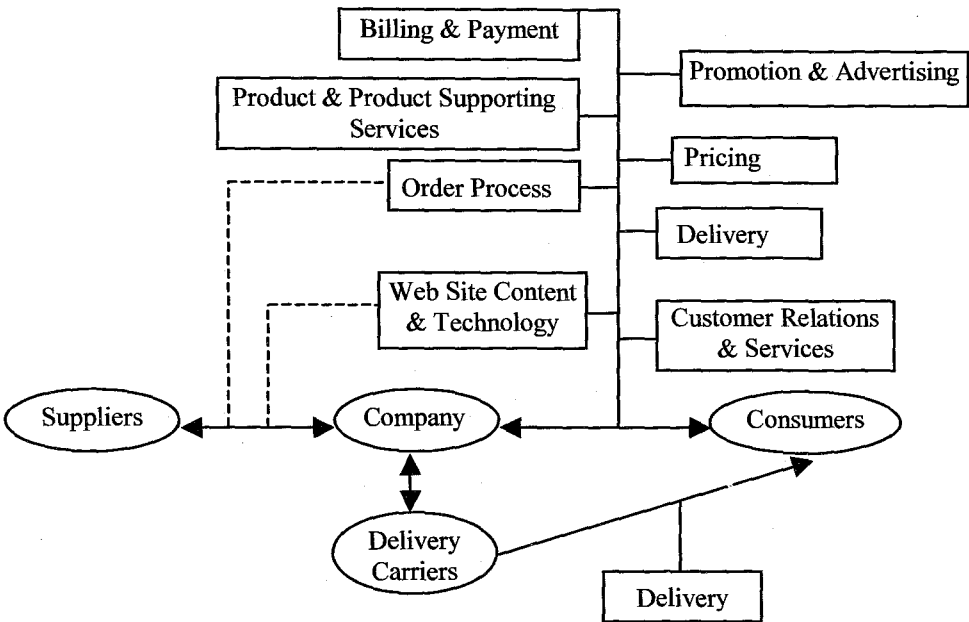 Billing & Payment
Promotion & Advertising
Product & Product Supporting
Services
Pricing
Order Process
Delivery
Web Site Content
& Technology
Customer Relations
& Services
Suppliers
Company
Consumers
Delivery
Carriers
Delivery